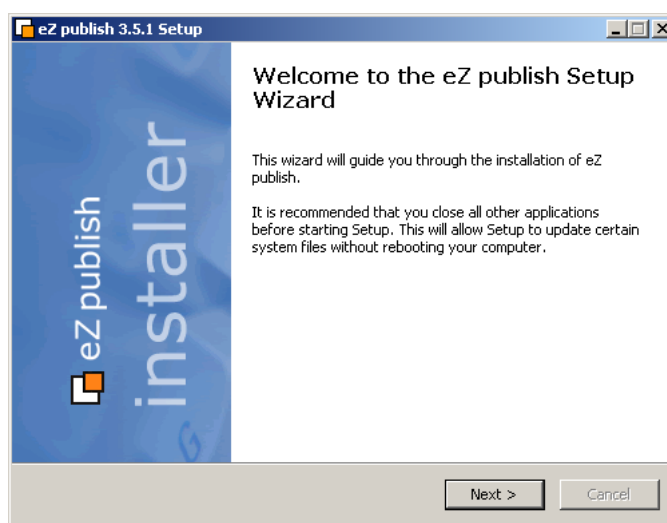 eZ publish 3.5.1 Setup
Welcome to the eZ publish Setup
Wizard
This wizard will guide you through the installation of eZ
publish.
It is recommended that you close all other applications
before starting Setup. This will allow Setup to update certain
system files without rebooting your computer.
eZ publish
installer
Next >
Cancel